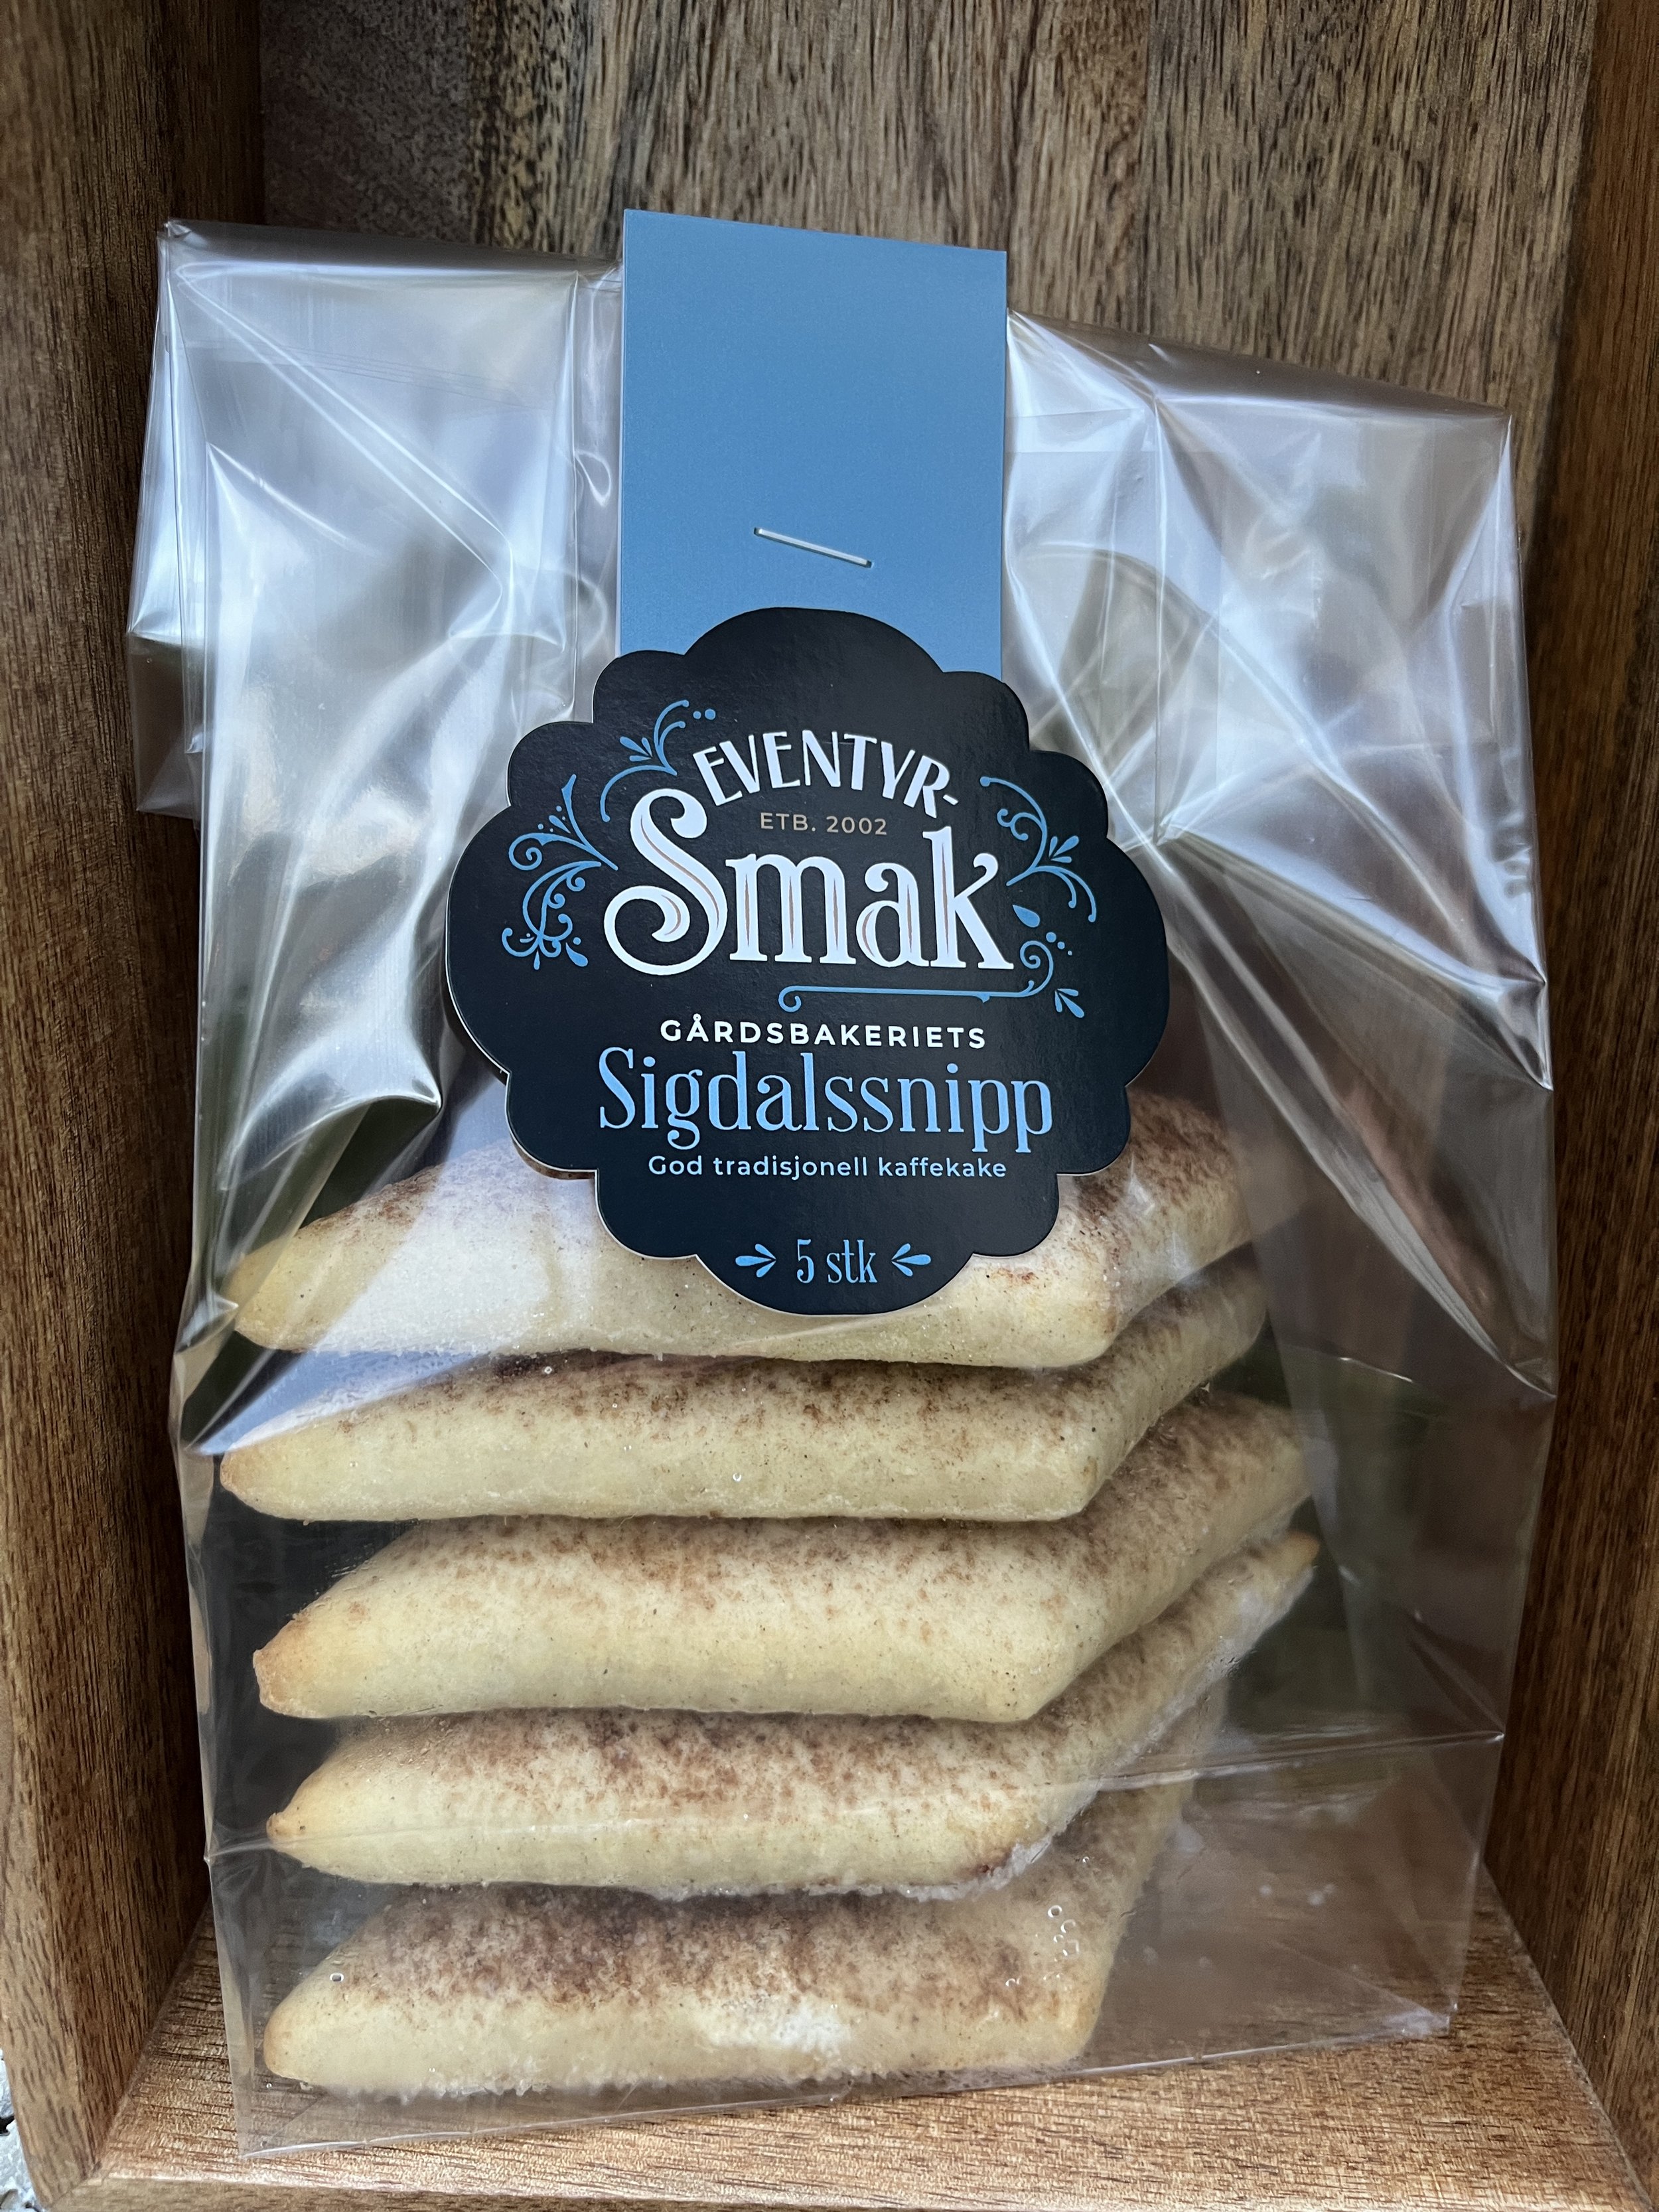 EVENTYR-
ETB. 2002
Smak
GÅRDSBAKERIETS
Sigdalssnipp
God tradisjonell kaffekake
5 stk